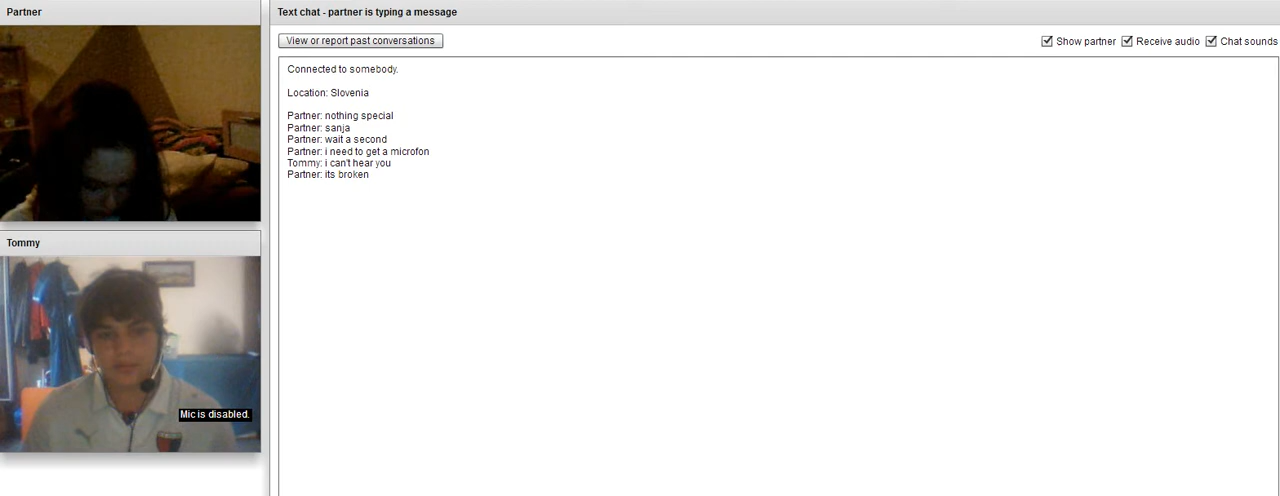 Partner
Text chat - partner is typing a message
View or report past conversations
Show partner
Receive audio
Chat sounds
Connected to somebody.
Location: Slovenia
Partner: nothing special
Partner: sanja
Partner: wait a second
Partner: i need to get a microfon
Tommy: i can't hear you
Partner: its broken
Tommy
Mic is disabled.